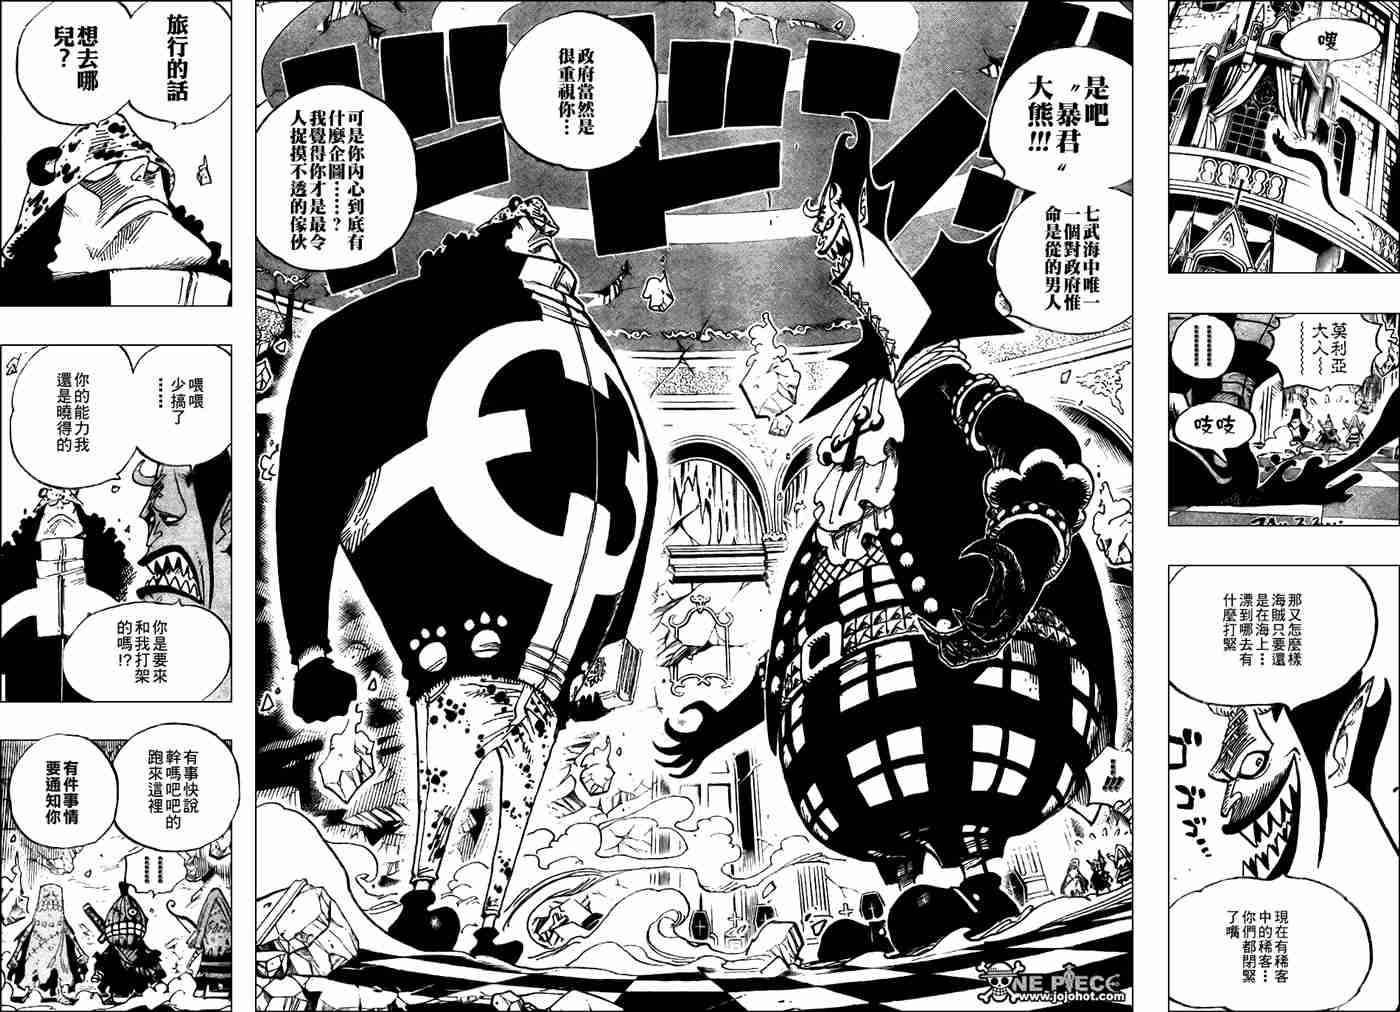 嗖
莫利亞
大人～～
………
吱吱
那又怎麼樣
海賊只要還
是在海上…
漂到哪去有
什麼打緊
現在有稀客
中的稀客…
你們都閉緊
了嘴
是吧
〝暴君〟
大熊!!!
七武海中唯一
一個對政府惟
命是從的男人
……!!!
政府當然是
很重視你…
可是你內心到底有
什麼企圖……?
我覺得你才是最令
人捉摸不透的傢伙
ドドン
ONE PIECE
www.jojohot.com
旅行的話
想去哪
兒?
喂喂
少搞了
……
你的能力我
還是曉得的
你是要來
和我打架
的嗎!?
有事快說
幹嗎吧吧的
跑來這裡
……
有件事情
要通知你